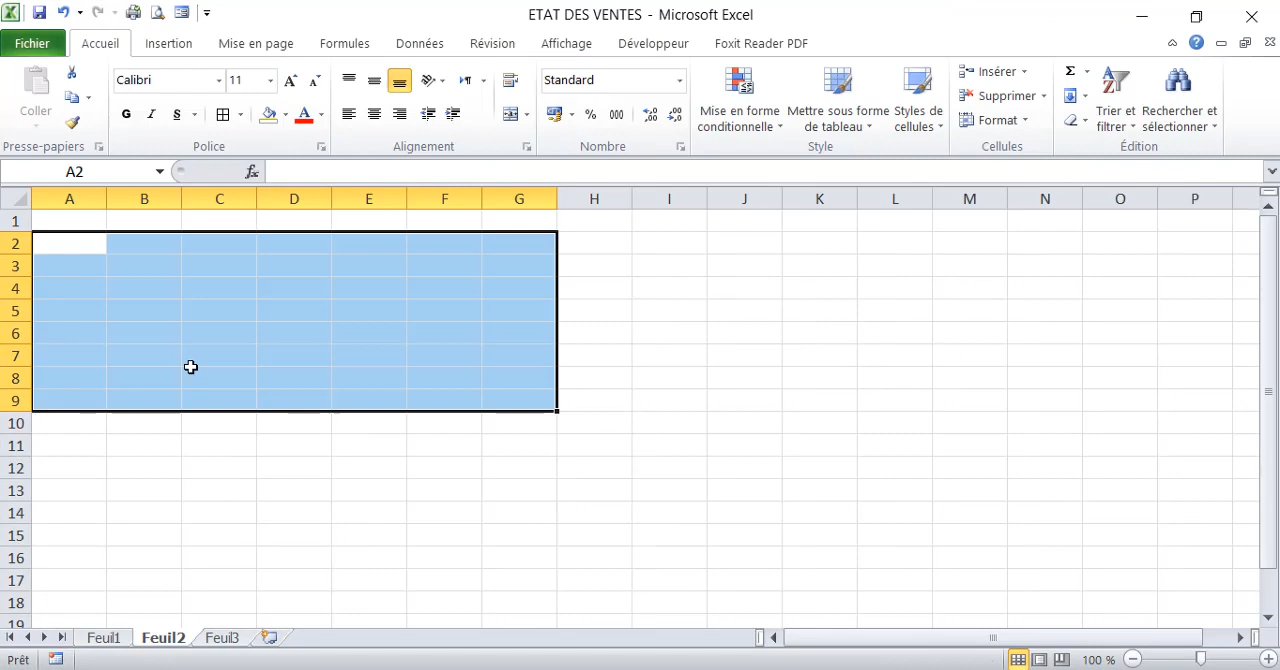 ETAT DES VENTES - Microsoft Excel
Fichier Accueil Insertion Mise en page Formules Données Révision Affichage Développeur Foxit Reader PDF
Coller
Calibri 11
Standard
G I S
% 000
Mise en forme conditionnelle
Mettre sous forme de tableau
Styles de cellules
Insérer
Supprimer
Format
Σ
Trier et filtrer
Rechercher et sélectionner
Presse-papiers Police Alignement Nombre Style Cellules Édition
A2 fx
A B C D E F G H I J K L M N O P
1
2
3
4
5
6
7
8
9
10
11
12
13
14
15
16
17
18
19
Feuil1 Feuil2 Feuil3
Prêt 100 %